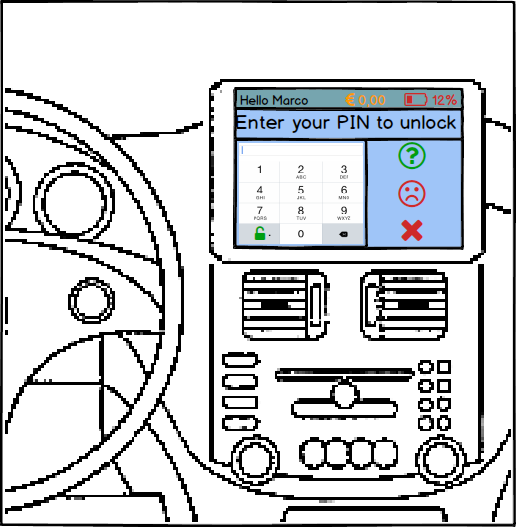 Hello Marco € 0,00 12%
Enter your PIN to unlock
1 2 3
ABC DEF
4 5 6
GHI JKL MNO
7 8 9
PQRS TUV WXYZ
0
?